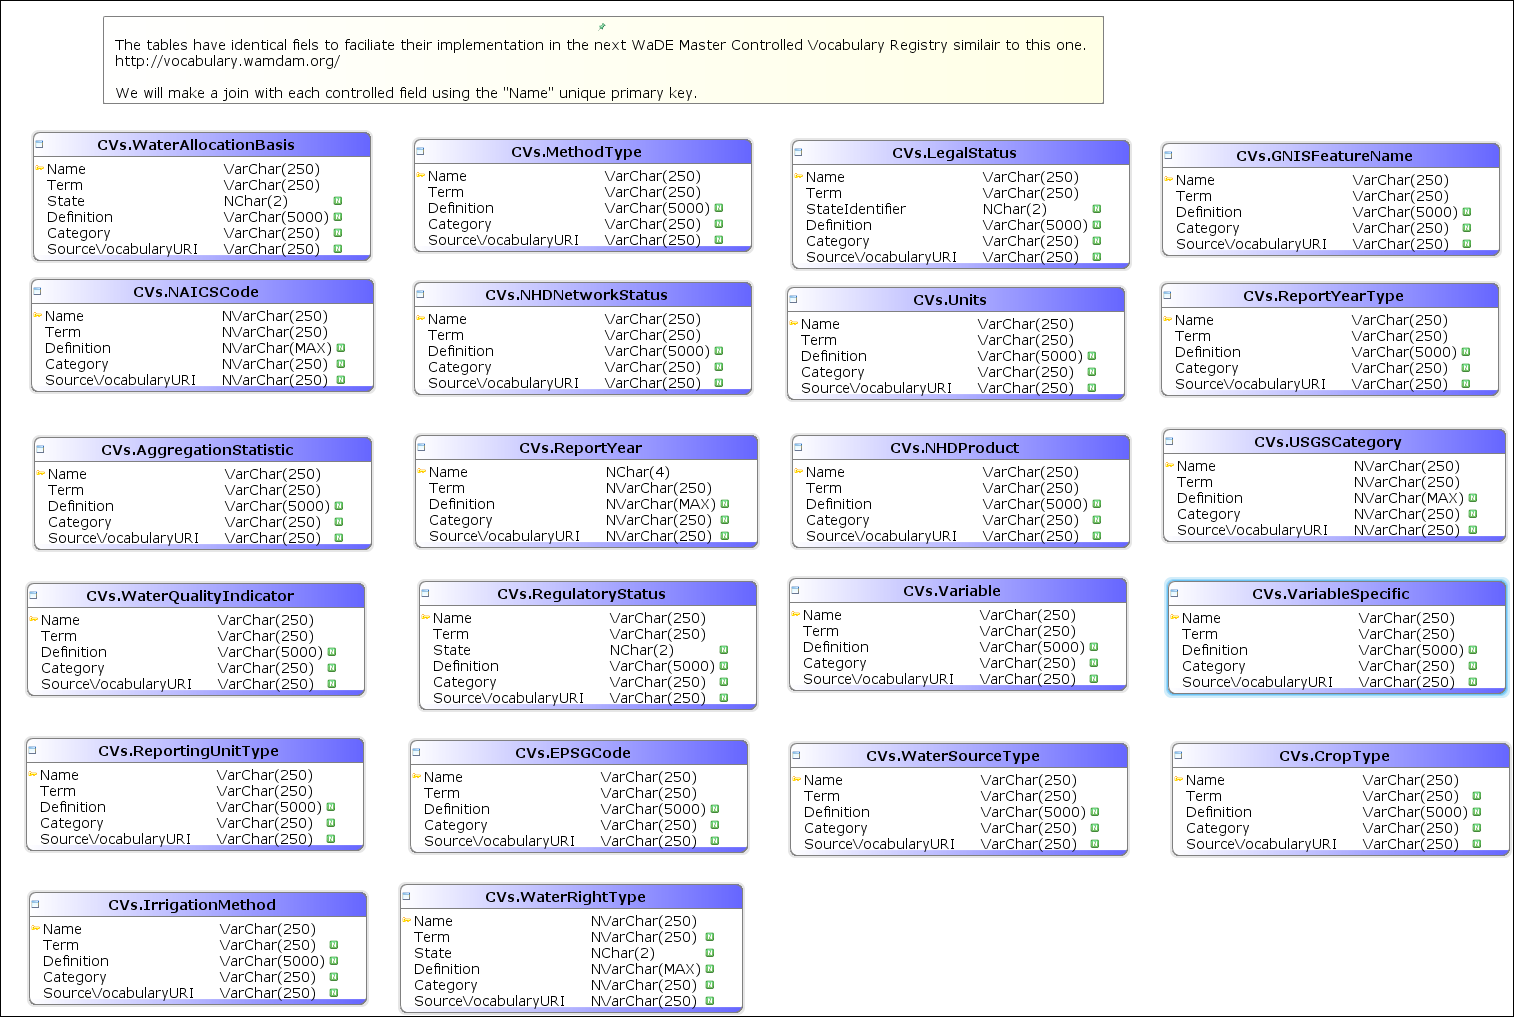 The tables have identical fiels to faciliate their implementation in the next WaDE Master Controlled Vocabulary Registry similair to this one.
http://vocabulary.wamdam.org/
We will make a join with each controlled field using the "Name" unique primary key.
CVs.WaterAllocationBasis
Name VarChar(250)
Term VarChar(250)
State NChar(2) N
Definition VarChar(5000) N
Category VarChar(250) N
SourceVocabularyURI VarChar(250) N
CVs.MethodType
Name VarChar(250)
Term VarChar(250)
Definition VarChar(5000) N
Category VarChar(250) N
SourceVocabularyURI VarChar(250) N
CVs.LegalStatus
Name VarChar(250)
Term VarChar(250)
StateIdentifier NChar(2) N
Definition VarChar(5000) N
Category VarChar(250) N
SourceVocabularyURI VarChar(250) N
CVs.GNISFeatureName
Name VarChar(250)
Term VarChar(250)
Definition VarChar(5000) N
Category VarChar(250) N
SourceVocabularyURI VarChar(250) N
CVs.NAICSCode
Name NVarChar(250)
Term NVarChar(250)
Definition NVarChar(MAX) N
Category NVarChar(250) N
SourceVocabularyURI NVarChar(250) N
CVs.NHDNetworkStatus
Name VarChar(250)
Term VarChar(250)
Definition VarChar(5000) N
Category VarChar(250) N
SourceVocabularyURI VarChar(250) N
CVs.Units
Name VarChar(250)
Term VarChar(250)
Definition VarChar(5000) N
Category VarChar(250) N
SourceVocabularyURI VarChar(250) N
CVs.ReportYearType
Name VarChar(250)
Term VarChar(250)
Definition VarChar(5000) N
Category VarChar(250) N
SourceVocabularyURI VarChar(250) N
CVs.AggregationStatistic
Name VarChar(250)
Term VarChar(250)
Definition VarChar(5000) N
Category VarChar(250) N
SourceVocabularyURI VarChar(250) N
CVs.ReportYear
Name NChar(4)
Term NVarChar(250)
Definition NVarChar(MAX) N
Category NVarChar(250) N
SourceVocabularyURI NVarChar(250) N
CVs.NHDProduct
Name VarChar(250)
Term VarChar(250)
Definition VarChar(5000) N
Category VarChar(250) N
SourceVocabularyURI VarChar(250) N
CVs.USGSCategory
Name NVarChar(250)
Term NVarChar(250)
Definition NVarChar(MAX) N
Category NVarChar(250) N
SourceVocabularyURI NVarChar(250) N
CVs.WaterQualityIndicator
Name VarChar(250)
Term VarChar(250)
Definition VarChar(5000) N
Category VarChar(250) N
SourceVocabularyURI VarChar(250) N
CVs.RegulatoryStatus
Name VarChar(250)
Term VarChar(250)
State NChar(2) N
Definition VarChar(5000) N
Category VarChar(250) N
SourceVocabularyURI VarChar(250) N
CVs.Variable
Name VarChar(250)
Term VarChar(250)
Definition VarChar(5000) N
Category VarChar(250) N
SourceVocabularyURI VarChar(250) N
CVs.VariableSpecific
Name VarChar(250)
Term VarChar(250)
Definition VarChar(5000) N
Category VarChar(250) N
SourceVocabularyURI VarChar(250) N
CVs.ReportingUnitType
Name VarChar(250)
Term VarChar(250)
Definition VarChar(5000) N
Category VarChar(250) N
SourceVocabularyURI VarChar(250) N
CVs.EPSGCode
Name VarChar(250)
Term VarChar(250)
Definition VarChar(5000) N
Category VarChar(250) N
SourceVocabularyURI VarChar(250) N
CVs.WaterSourceType
Name VarChar(250)
Term VarChar(250)
Definition VarChar(5000) N
Category VarChar(250) N
SourceVocabularyURI VarChar(250) N
CVs.CropType
Name VarChar(250)
Term VarChar(250) N
Definition VarChar(5000) N
Category VarChar(250) N
SourceVocabularyURI VarChar(250) N
CVs.IrrigationMethod
Name VarChar(250)
Term VarChar(250) N
Definition VarChar(5000) N
Category VarChar(250) N
SourceVocabularyURI VarChar(250) N
CVs.WaterRightType
Name NVarChar(250)
Term NVarChar(250) N
State NChar(2) N
Definition NVarChar(MAX) N
Category NVarChar(250) N
SourceVocabularyURI NVarChar(250) N